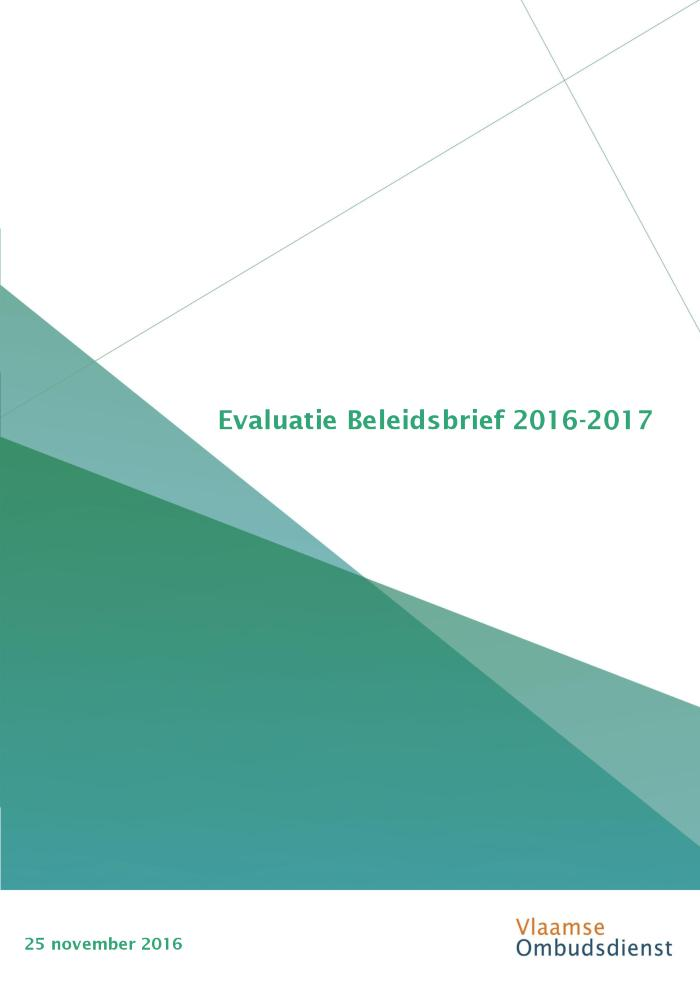 Evaluatie Beleidsbrief 2016-2017
25 november 2016
Vlaamse
Ombudsdienst